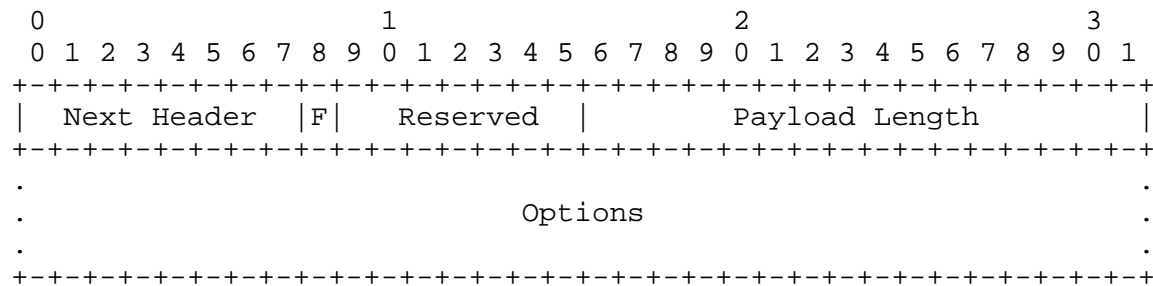 0                   1                   2                   3
 0 1 2 3 4 5 6 7 8 9 0 1 2 3 4 5 6 7 8 9 0 1 2 3 4 5 6 7 8 9 0 1
+-+-+-+-+-+-+-+-+-+-+-+-+-+-+-+-+-+-+-+-+-+-+-+-+-+-+-+-+-+-+-+-+
|  Next Header  |F|   Reserved  |        Payload Length         |
+-+-+-+-+-+-+-+-+-+-+-+-+-+-+-+-+-+-+-+-+-+-+-+-+-+-+-+-+-+-+-+-+
.                                                               .
.                            Options                            .
.                                                               .
+-+-+-+-+-+-+-+-+-+-+-+-+-+-+-+-+-+-+-+-+-+-+-+-+-+-+-+-+-+-+-+-+